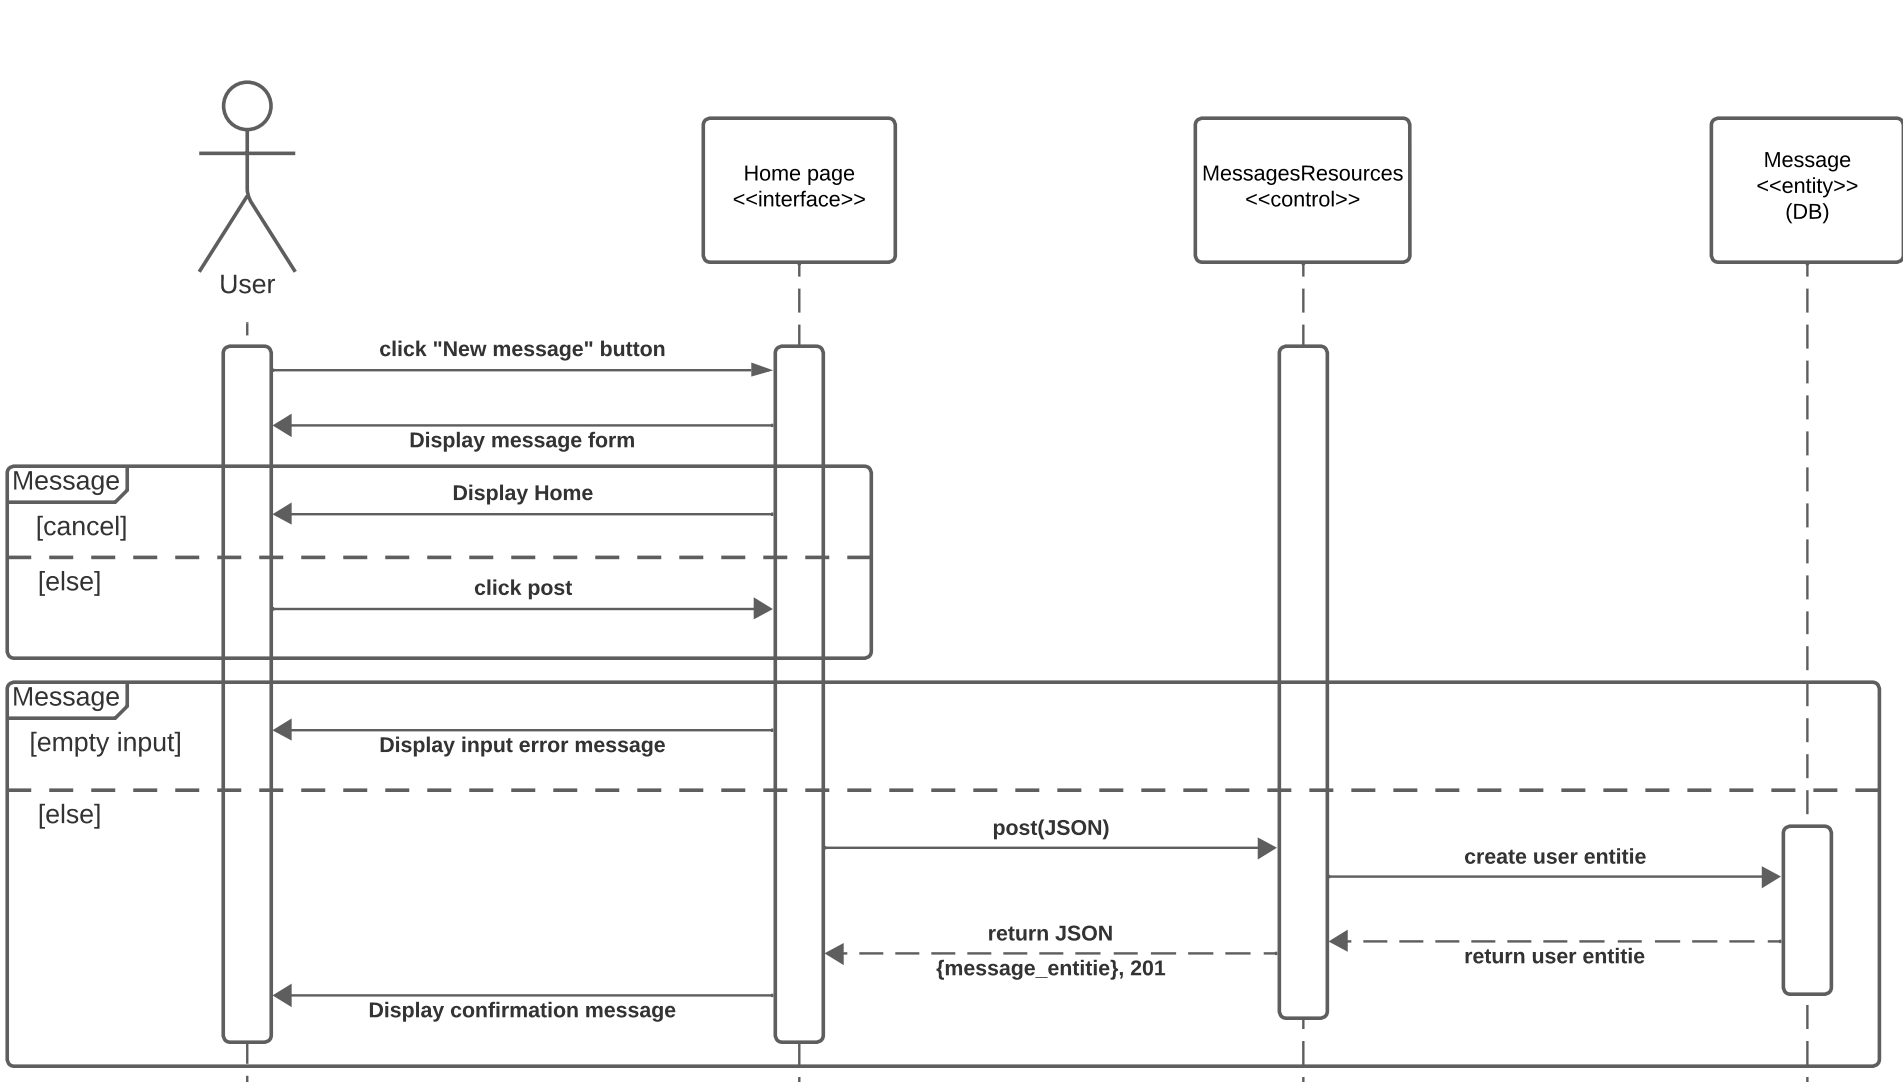 User
Home page
<<interface>>
MessagesResources
<<control>>
Message
<<entity>>
(DB)
click "New message" button
Display message form
Message
Display Home
[cancel]
[else]
click post
Message
[empty input]
Display input error message
[else]
post(JSON)
create user entitie
return JSON
{message_entitie}, 201
return user entitie
Display confirmation message